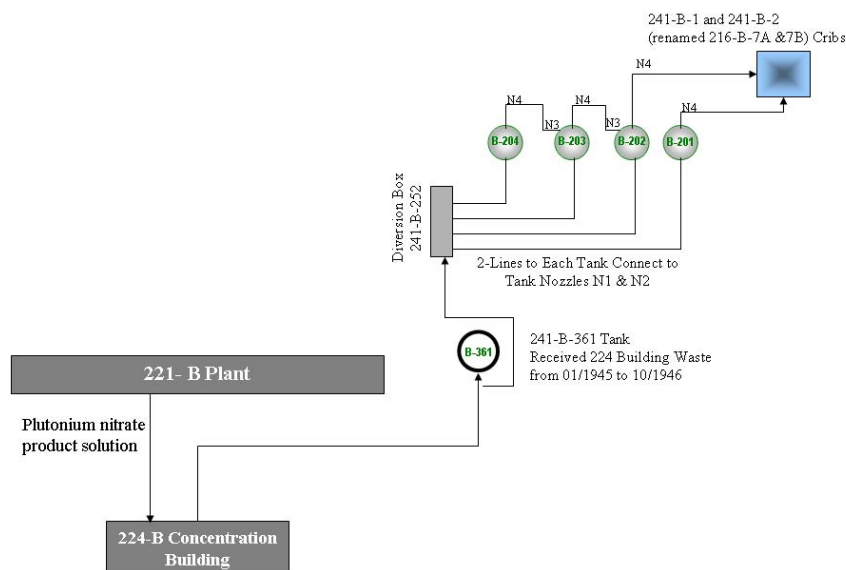 241-B-1 and 241-B-2
(renamed 216-B-7A &7B) Cribs
N4
N4
N4
N4
N3
N3
B-204
B-203
B-202
B-201
Diversion Box
241-B-252
2-Lines to Each Tank Connect to
Tank Nozzles N1 & N2
B-361
241-B-361 Tank
Received 224 Building Waste
from 01/1945 to 10/1946
221- B Plant
Plutonium nitrate
product solution
224-B Concentration
Building